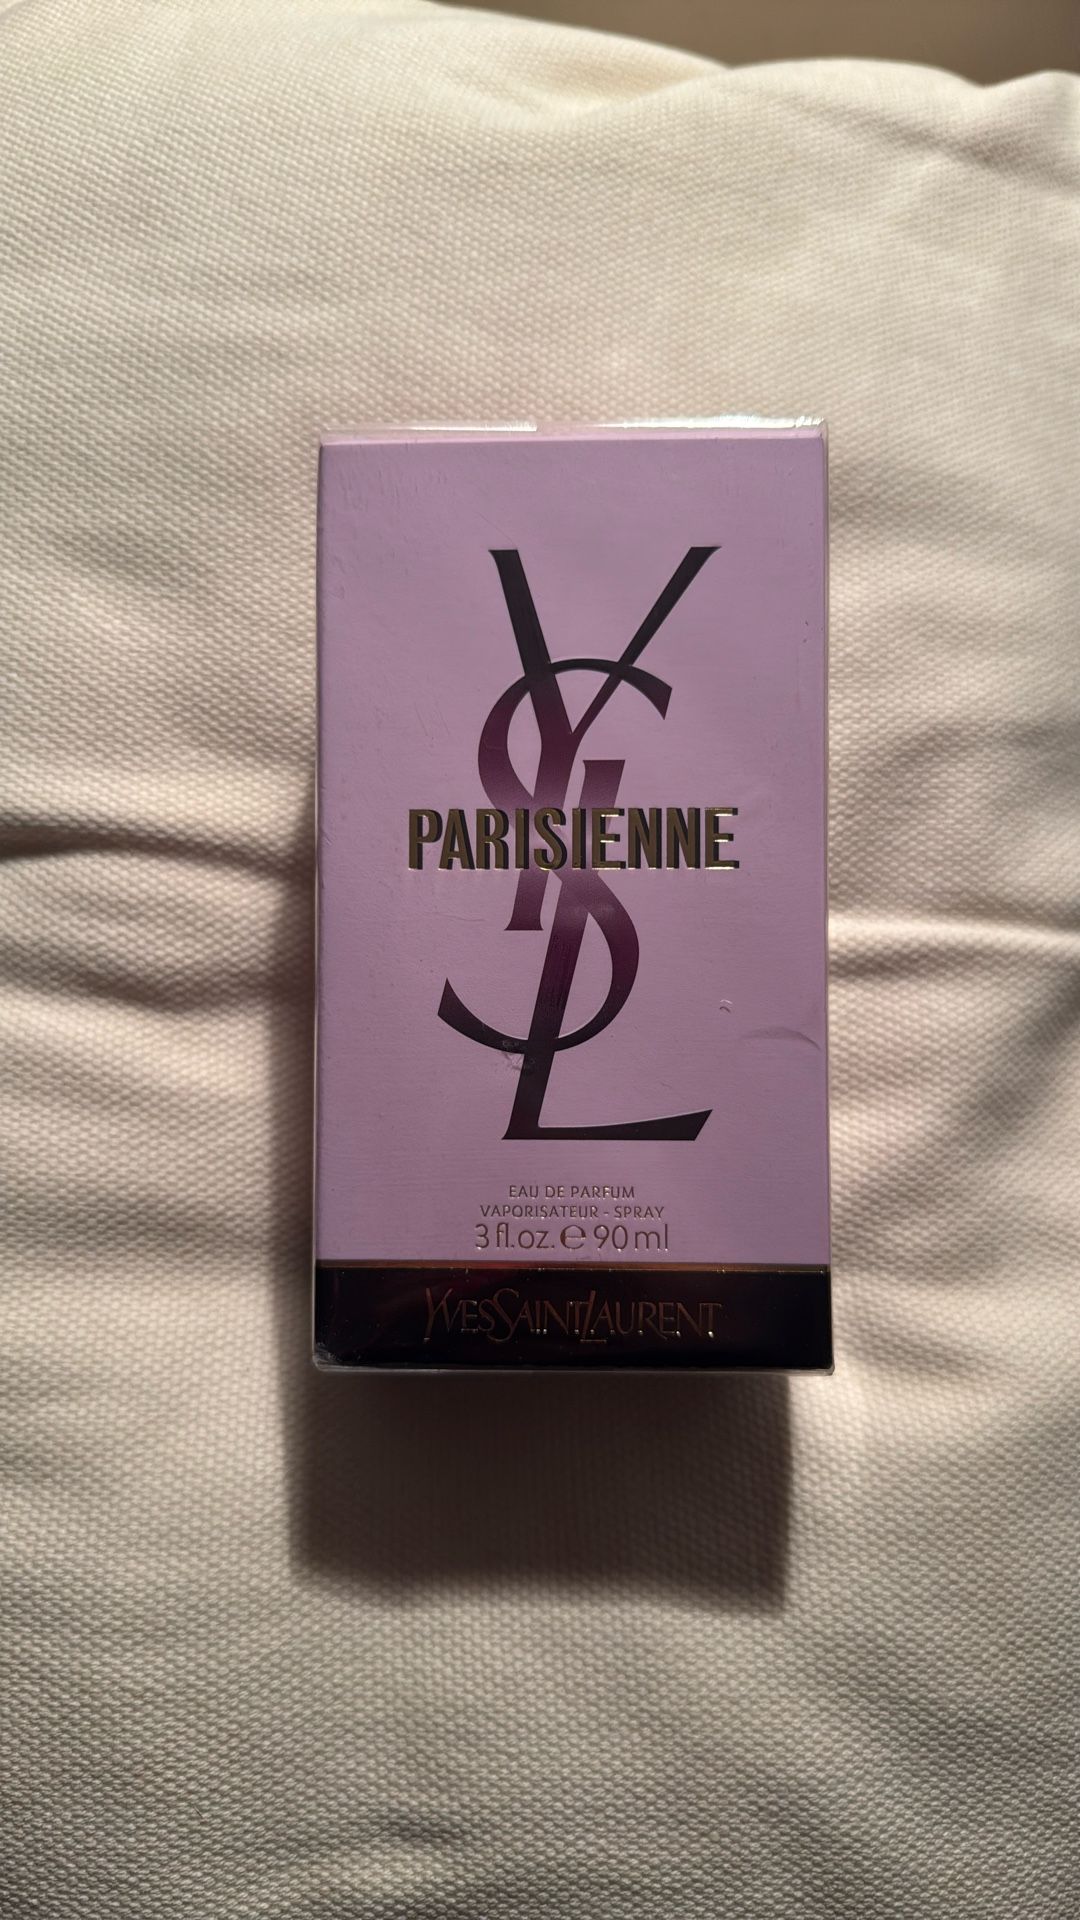 YSL
PARISIENNE
EAU DE PARFUM
VAPORISATEUR - SPRAY
3 fl.oz. ℮ 90 ml
YVESSAINTLAURENT